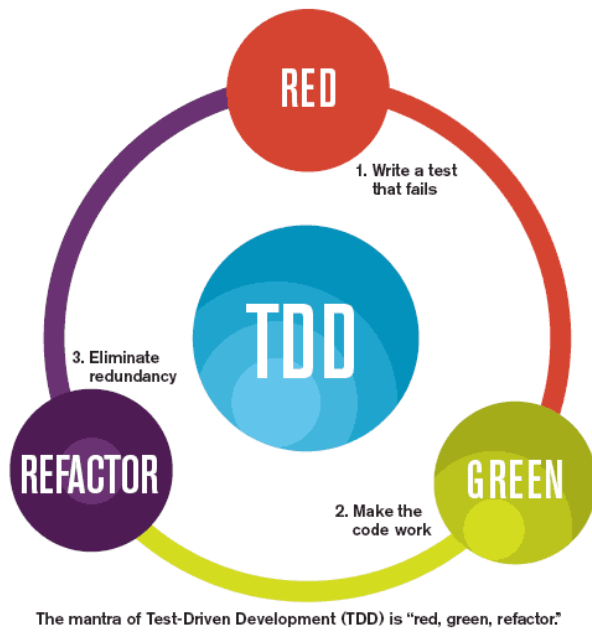 RED
1. Write a test
that fails
TDD
3. Eliminate
redundancy
REFACTOR
GREEN
2. Make the
code work
The mantra of Test-Driven Development (TDD) is “red, green, refactor.”